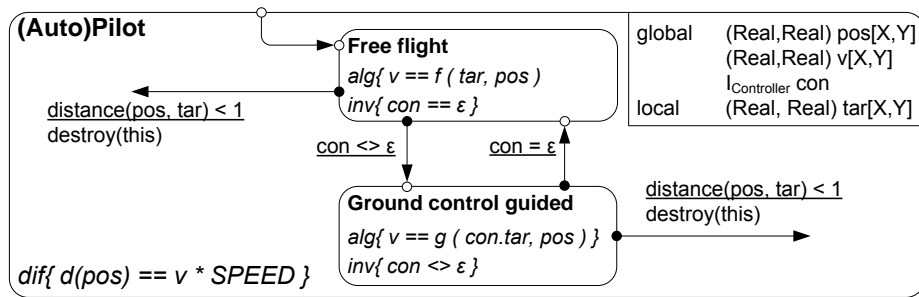 (Auto)Pilot
global (Real,Real) pos[X,Y]
(Real,Real) v[X,Y]
I_Controller con
local (Real, Real) tar[X,Y]
Free flight
alg{ v == f ( tar, pos )
inv{ con == ε }
distance(pos, tar) < 1
destroy(this)
con <> ε
con = ε
Ground control guided
alg{ v == g ( con.tar, pos ) }
inv{ con <> ε }
distance(pos, tar) < 1
destroy(this)
dif{ d(pos) == v * SPEED }